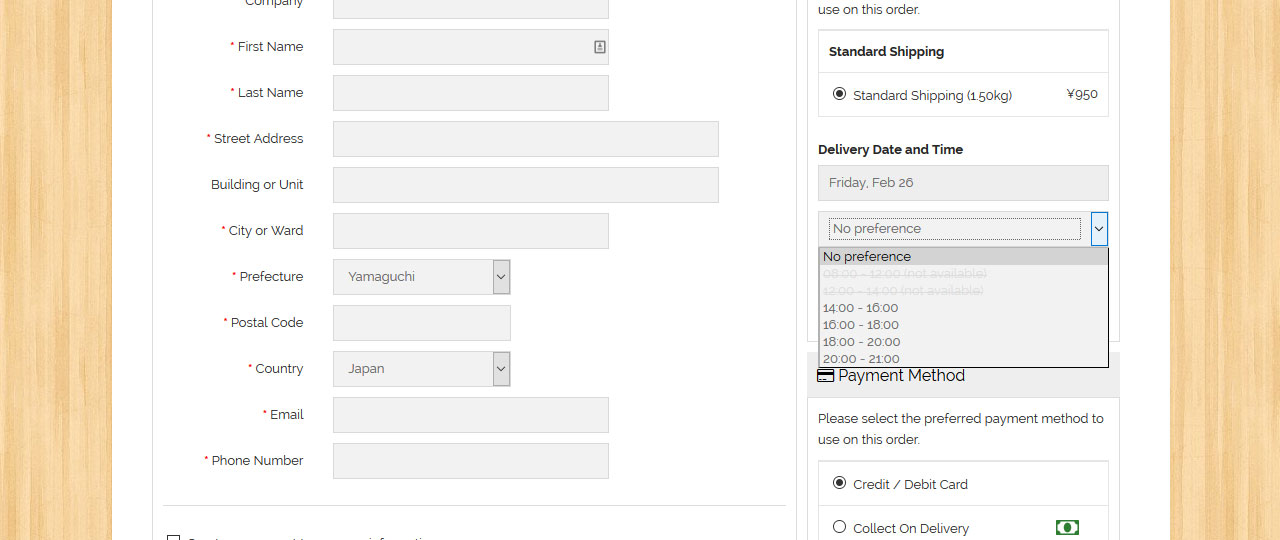 Company
* First Name
* Last Name
* Street Address
Building or Unit
* City or Ward
* Prefecture
Yamaguchi
* Postal Code
* Country
Japan
* Email
* Phone Number
use on this order.
Standard Shipping
Standard Shipping (1.50kg)
¥950
Delivery Date and Time
Friday, Feb 26
No preference
No preference
08:00 - 12:00 (not available)
12:00 - 14:00 (not available)
14:00 - 16:00
16:00 - 18:00
18:00 - 20:00
20:00 - 21:00
Payment Method
Please select the preferred payment method to
use on this order.
Credit / Debit Card
Collect On Delivery